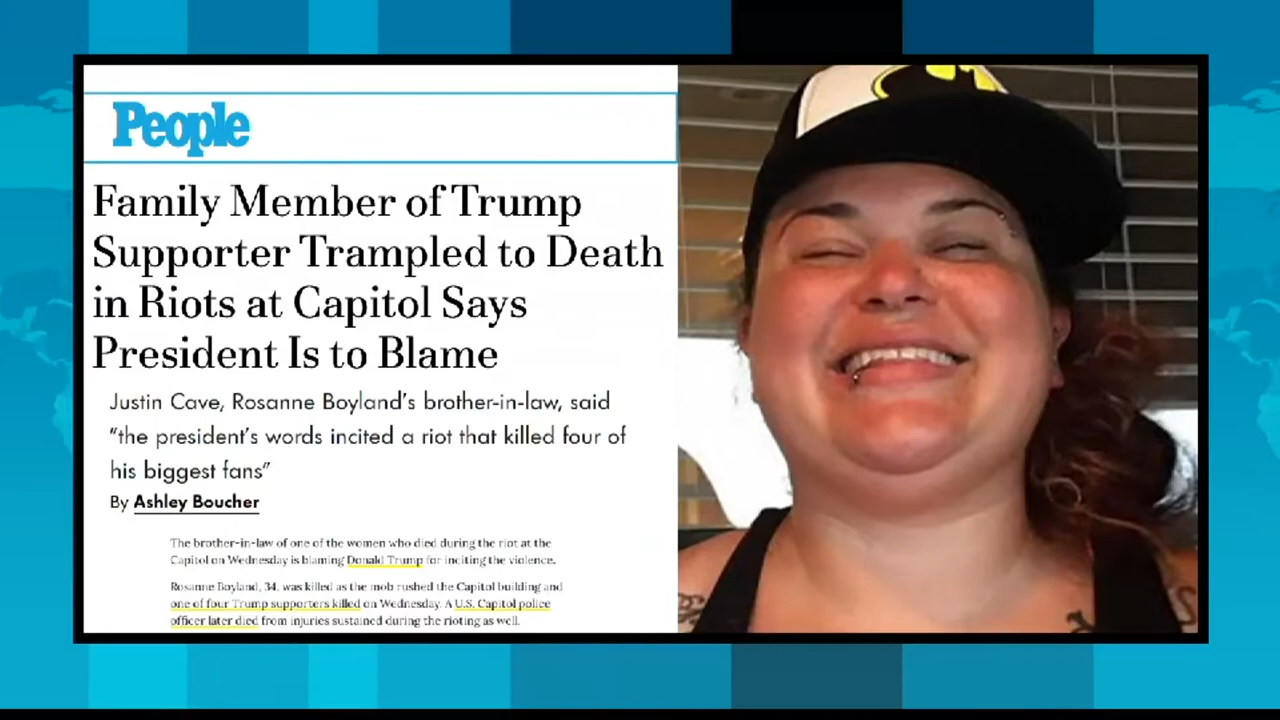 People
Family Member of Trump
Supporter Trampled to Death
in Riots at Capitol Says
President Is to Blame
Justin Cave, Rosanne Boyland’s brother-in-law, said
“the president’s words incited a riot that killed four of
his biggest fans”
By Ashley Boucher
The brother-in-law of one of the women who died during the riot at the
Capitol on Wednesday is blaming Donald Trump for inciting the violence.
Rosanne Boyland, 34, was killed as the mob rushed the Capitol building and
one of four Trump supporters killed on Wednesday. A U.S. Capitol police
officer later died from injuries sustained during the rioting as well.